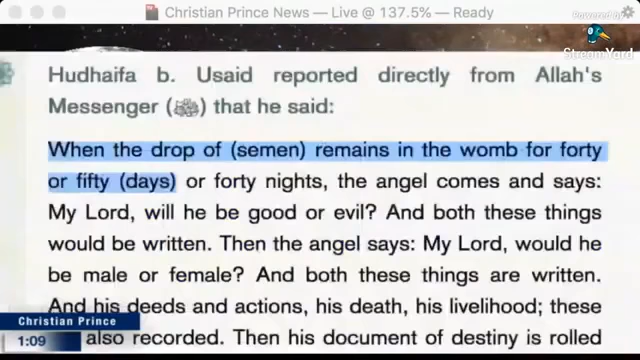 Christian Prince News — Live @ 137.5% — Ready
Powered by
StreamYard
Hudhaifa b. Usaid reported directly from Allah's
Messenger (ﷺ) that he said:
When the drop of (semen) remains in the womb for forty
or fifty (days) or forty nights, the angel comes and says:
My Lord, will he be good or evil? And both these things
would be written. Then the angel says: My Lord, would he
be male or female? And both these things are written.
And his deeds and actions, his death, his livelihood; these
also recorded. Then his document of destiny is rolled
Christian Prince
1:09